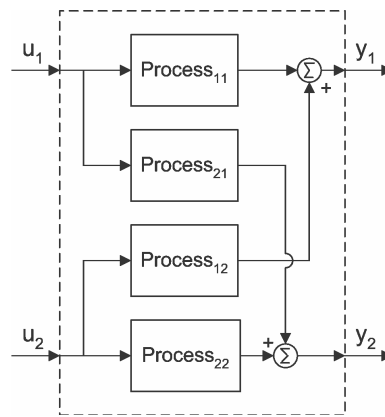 u₁
Process₁₁
Σ
+
y₁
Process₂₁
Process₁₂
u₂
Process₂₂
+
Σ
y₂